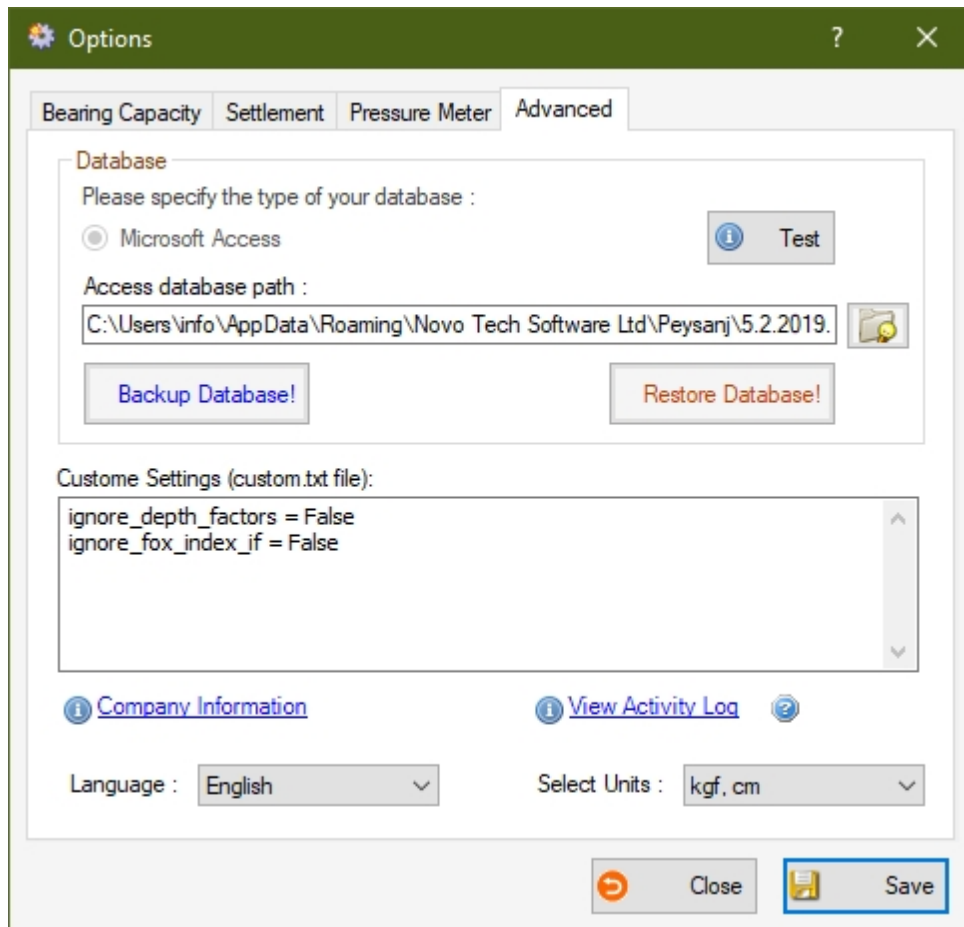 Options ?
Bearing Capacity Settlement Pressure Meter Advanced
Database
Please specify the type of your database :
Microsoft Access Test
Access database path :
C:\Users\info\AppData\Roaming\Novo Tech Software Ltd\Peysanj\5.2.2019.
Backup Database! Restore Database!
Custome Settings (custom.txt file):
ignore_depth_factors = False
ignore_fox_index_if = False
Company Information View Activity Log
Language : English Select Units : kgf, cm
Close Save